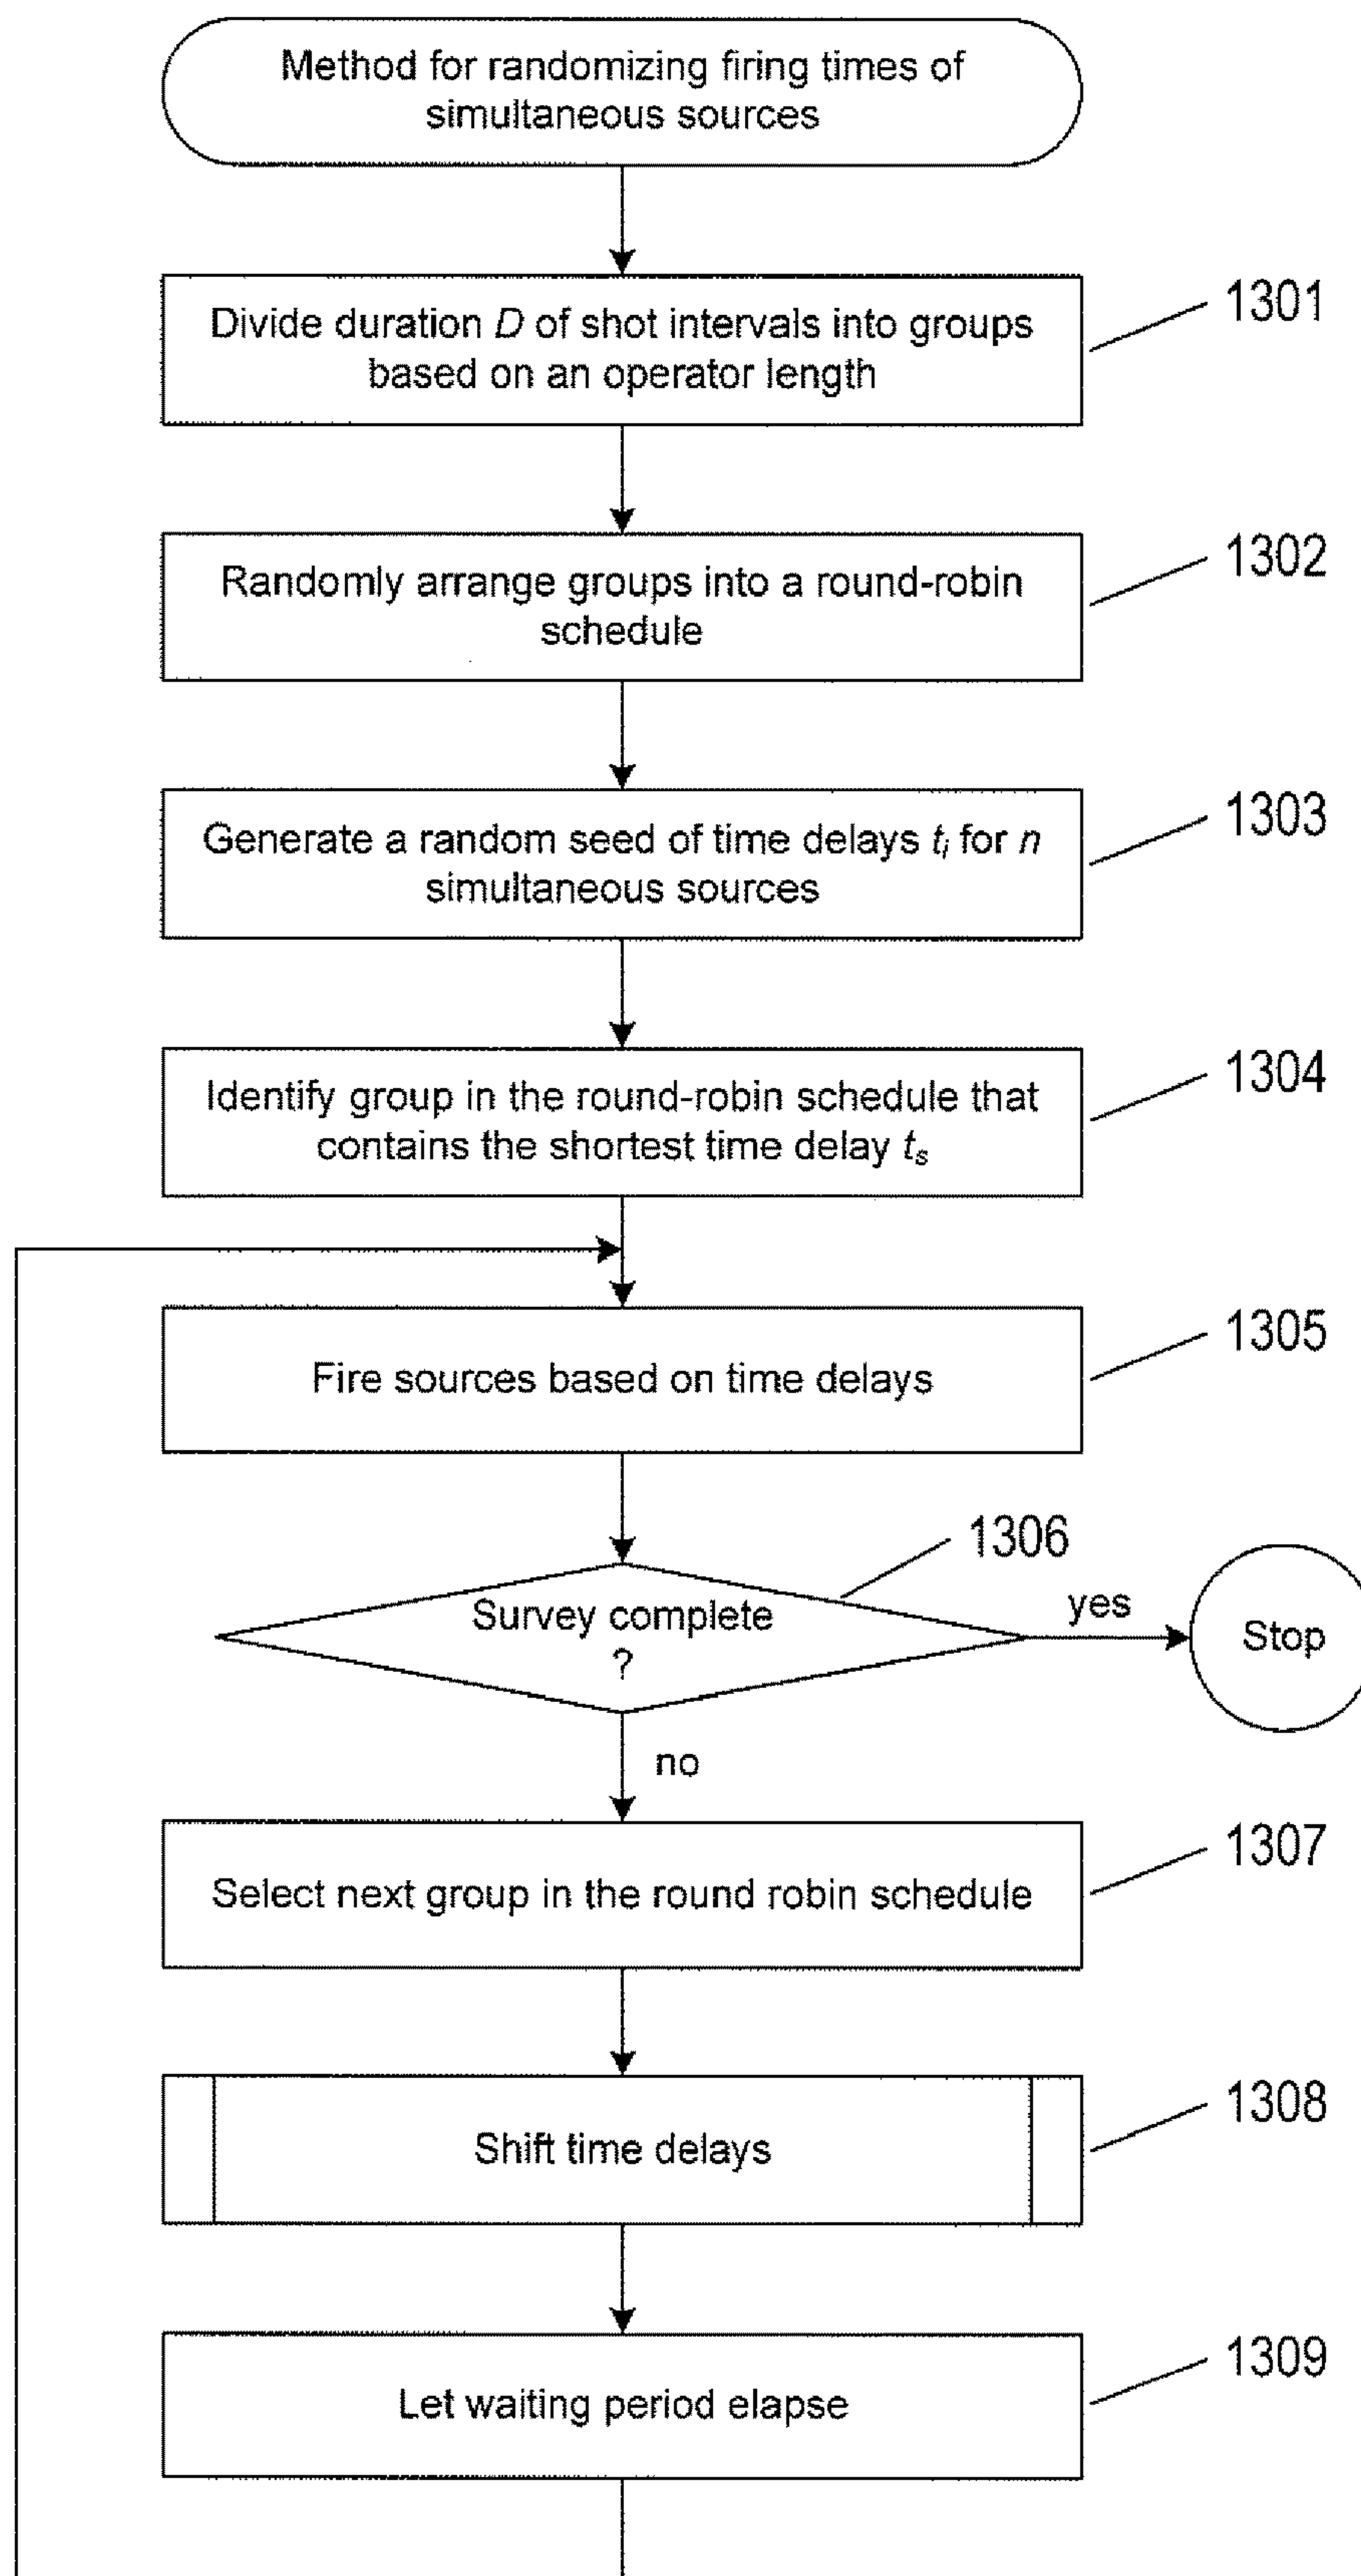 Method for randomizing firing times of
simultaneous sources
1301
Divide duration D of shot intervals into groups
based on an operator length
1302
Randomly arrange groups into a round-robin
schedule
1303
Generate a random seed of time delays tᵢ for n
simultaneous sources
1304
Identify group in the round-robin schedule that
contains the shortest time delay tₛ
1305
Fire sources based on time delays
1306
Survey complete
?
yes
Stop
no
1307
Select next group in the round robin schedule
1308
Shift time delays
1309
Let waiting period elapse